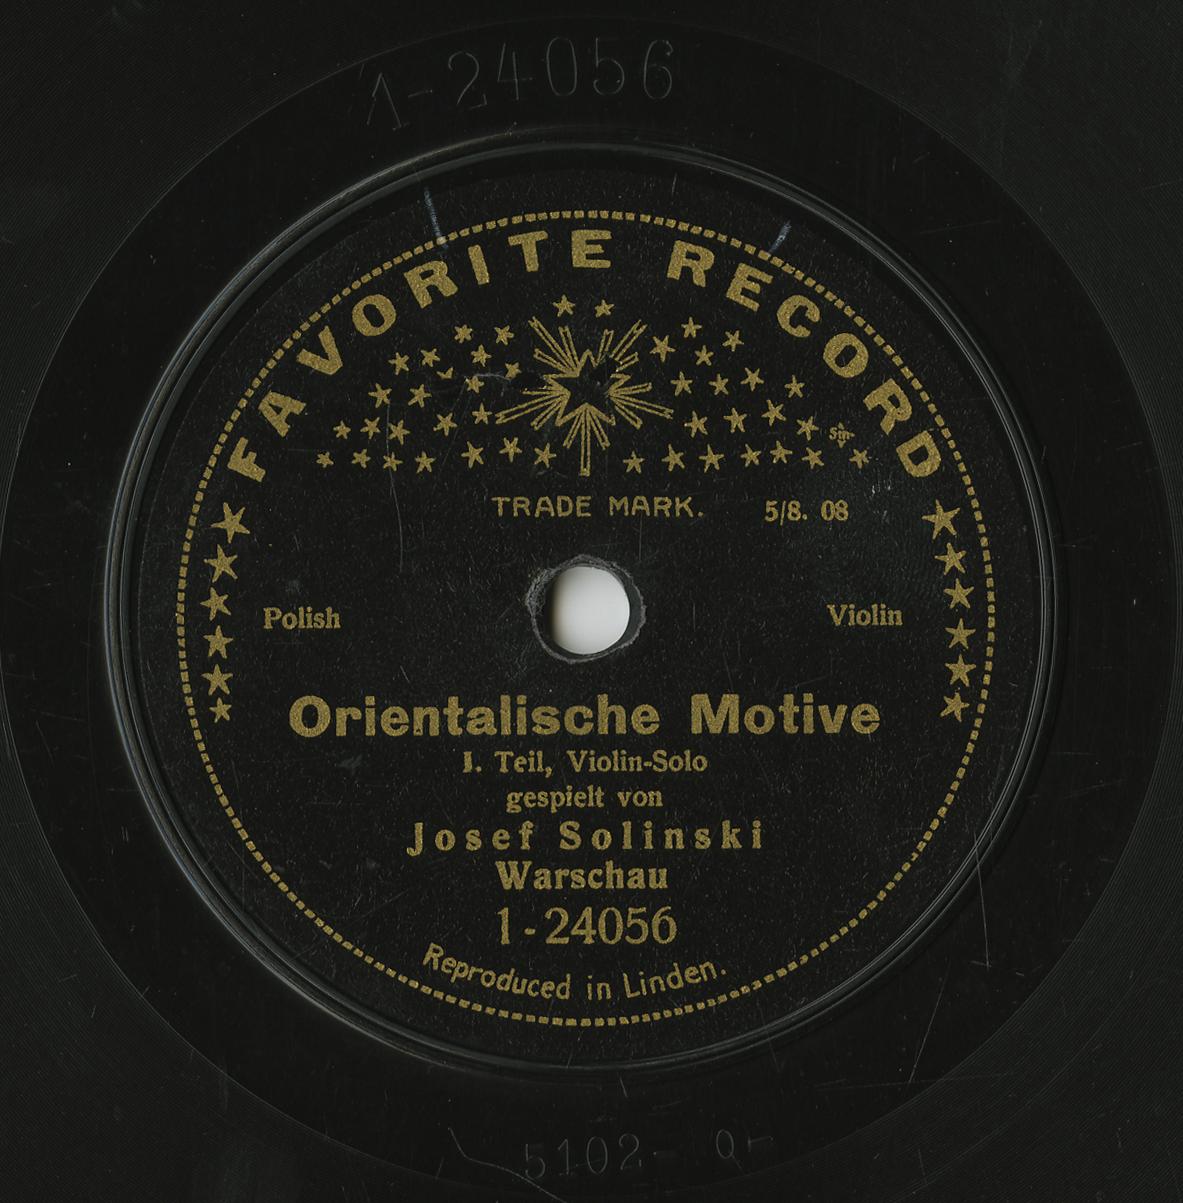 1-24056
FAVORITE RECORD
TRADE MARK. 5/8. 08
Polish Violin
Orientalische Motive
I. Teil, Violin-Solo
gespielt von
Josef Solinski
Warschau
1-24056
Reproduced in Linden.
5102-